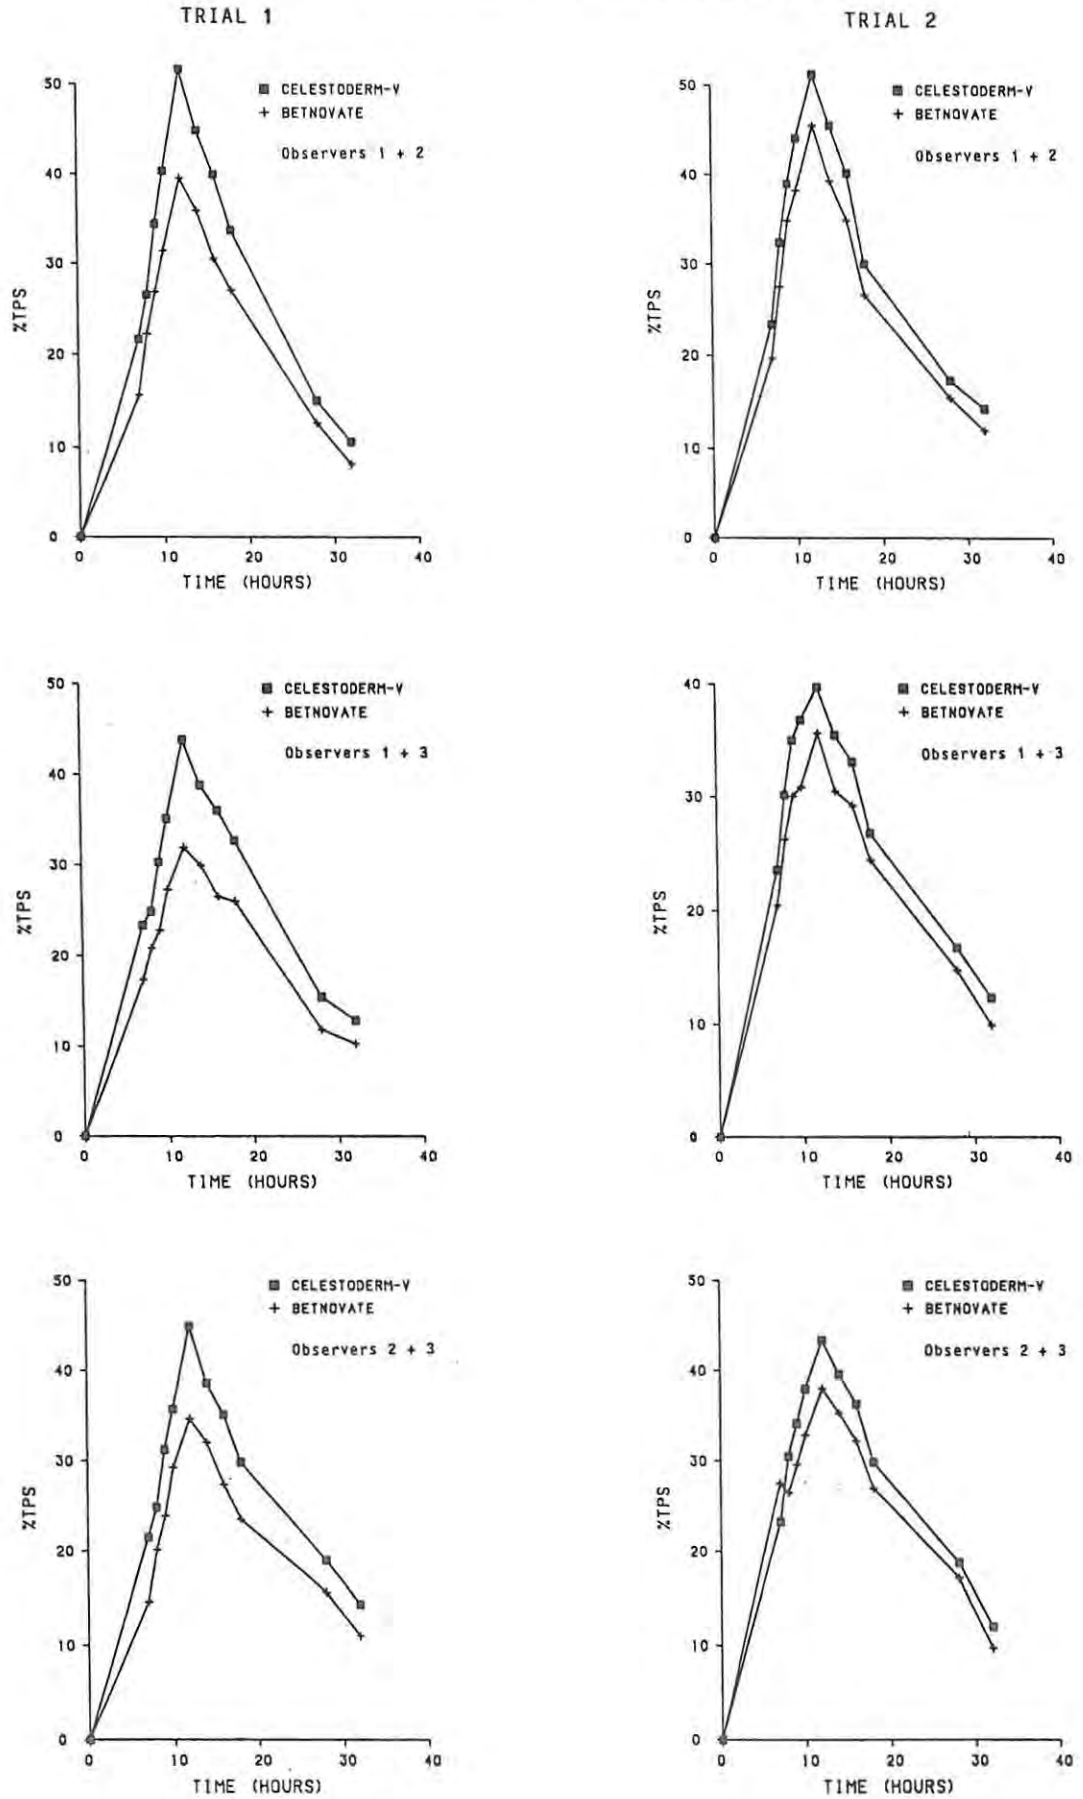 TRIAL 1
TRIAL 2
50
40
30
20
10
0
%TPS
CELESTODERM-V
BETNOVATE
Observers 1 + 2
0 10 20 30 40
TIME (HOURS)
50
40
30
20
10
0
%TPS
CELESTODERM-V
BETNOVATE
Observers 1 + 2
0 10 20 30 40
TIME (HOURS)
50
40
30
20
10
0
%TPS
CELESTODERM-V
BETNOVATE
Observers 1 + 3
0 10 20 30 40
TIME (HOURS)
40
30
20
10
0
%TPS
CELESTODERM-V
BETNOVATE
Observers 1 + 3
0 10 20 30 40
TIME (HOURS)
50
40
30
20
10
0
%TPS
CELESTODERM-V
BETNOVATE
Observers 2 + 3
0 10 20 30 40
TIME (HOURS)
50
40
30
20
10
0
%TPS
CELESTODERM-V
BETNOVATE
Observers 2 + 3
0 10 20 30 40
TIME (HOURS)